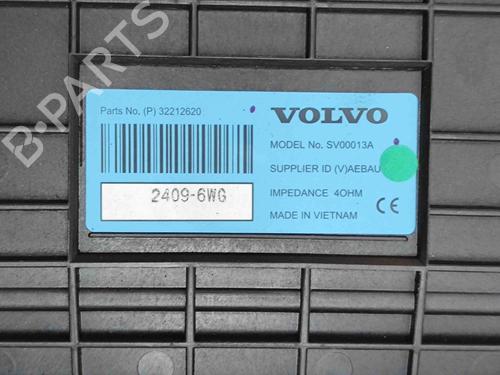 Parts No. (P) 32212620
2409-6WG
VOLVO
MODEL No. SV00013A
SUPPLIER ID (V)AEBAU
IMPEDANCE 4OHM
MADE IN VIETNAM
CE
B-PARTS